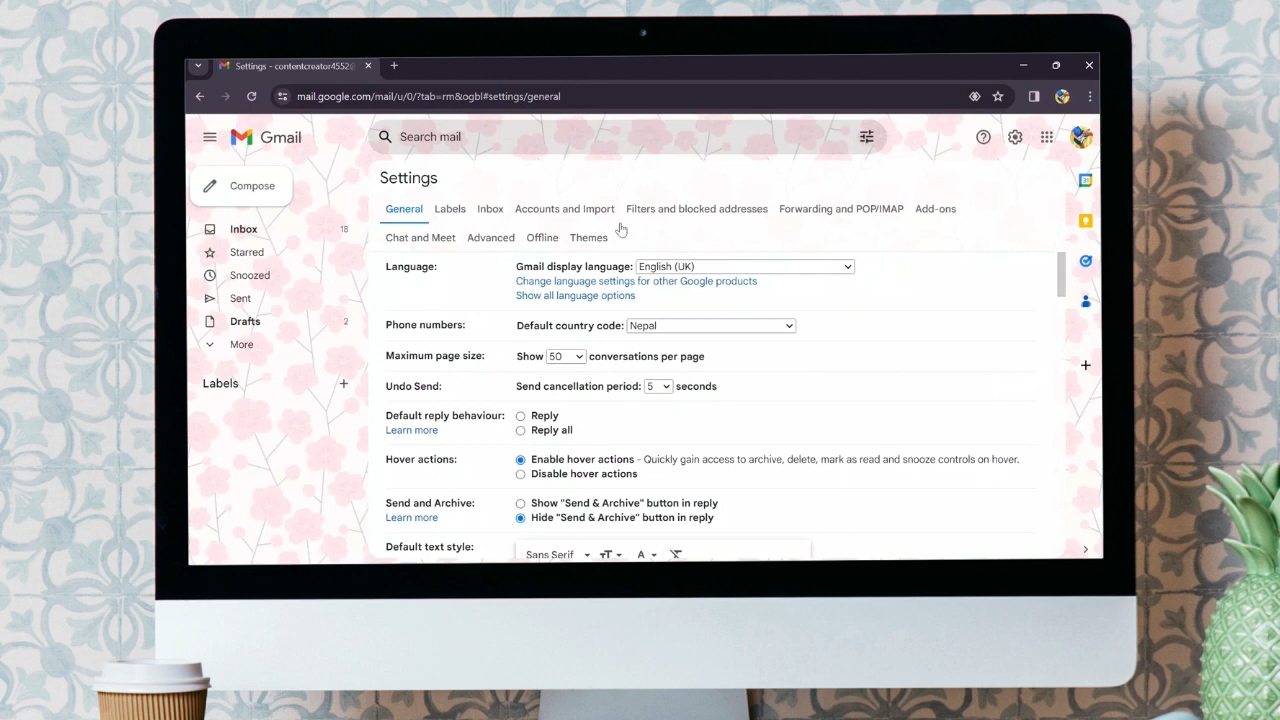 Settings - contentcreator4552@
mail.google.com/mail/u/0/?tab=rm&ogbl#settings/general
Gmail
Search mail
Compose
Inbox 18
Starred
Snoozed
Sent
Drafts 2
More
Labels
Settings
General Labels Inbox Accounts and Import Filters and blocked addresses Forwarding and POP/IMAP Add-ons
Chat and Meet Advanced Offline Themes
Language: Gmail display language: English (UK)
Change language settings for other Google products
Show all language options
Phone numbers: Default country code: Nepal
Maximum page size: Show 50 conversations per page
Undo Send: Send cancellation period: 5 seconds
Default reply behaviour: Reply
Learn more Reply all
Hover actions: Enable hover actions - Quickly gain access to archive, delete, mark as read and snooze controls on hover.
Disable hover actions
Send and Archive: Show "Send & Archive" button in reply
Learn more Hide "Send & Archive" button in reply
Default text style: Sans Serif